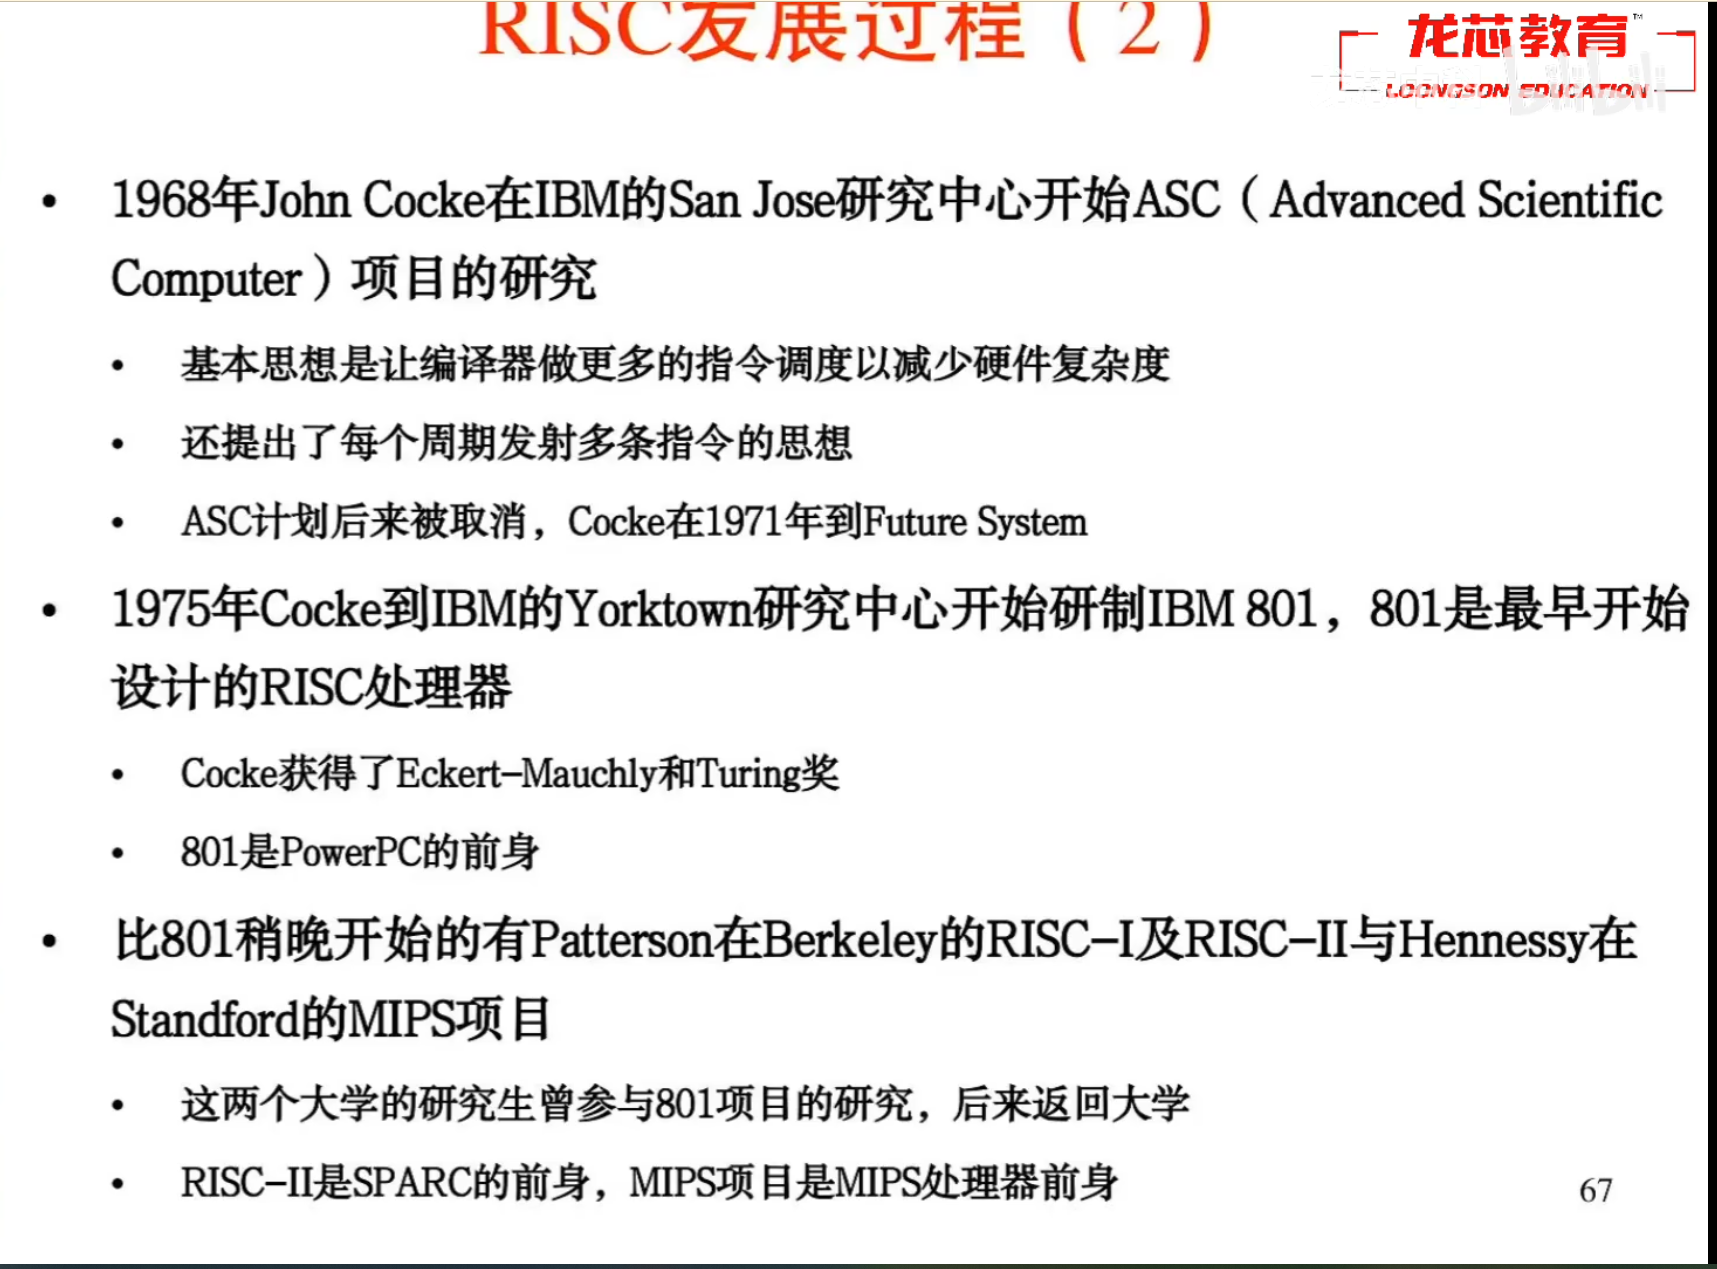 RISC发展过程（2）
龙芯教育™
LOONGSON EDUCATION
• 1968年John Cocke在IBM的San Jose研究中心开始ASC（Advanced Scientific
Computer）项目的研究
• 基本思想是让编译器做更多的指令调度以减少硬件复杂度
• 还提出了每个周期发射多条指令的思想
• ASC计划后来被取消，Cocke在1971年到Future System
• 1975年Cocke到IBM的Yorktown研究中心开始研制IBM 801，801是最早开始
设计的RISC处理器
• Cocke获得了Eckert-Mauchly和Turing奖
• 801是PowerPC的前身
• 比801稍晚开始的有Patterson在Berkeley的RISC-I及RISC-II与Hennessy在
Standford的MIPS项目
• 这两个大学的研究生曾参与801项目的研究，后来返回大学
• RISC-II是SPARC的前身，MIPS项目是MIPS处理器前身
67